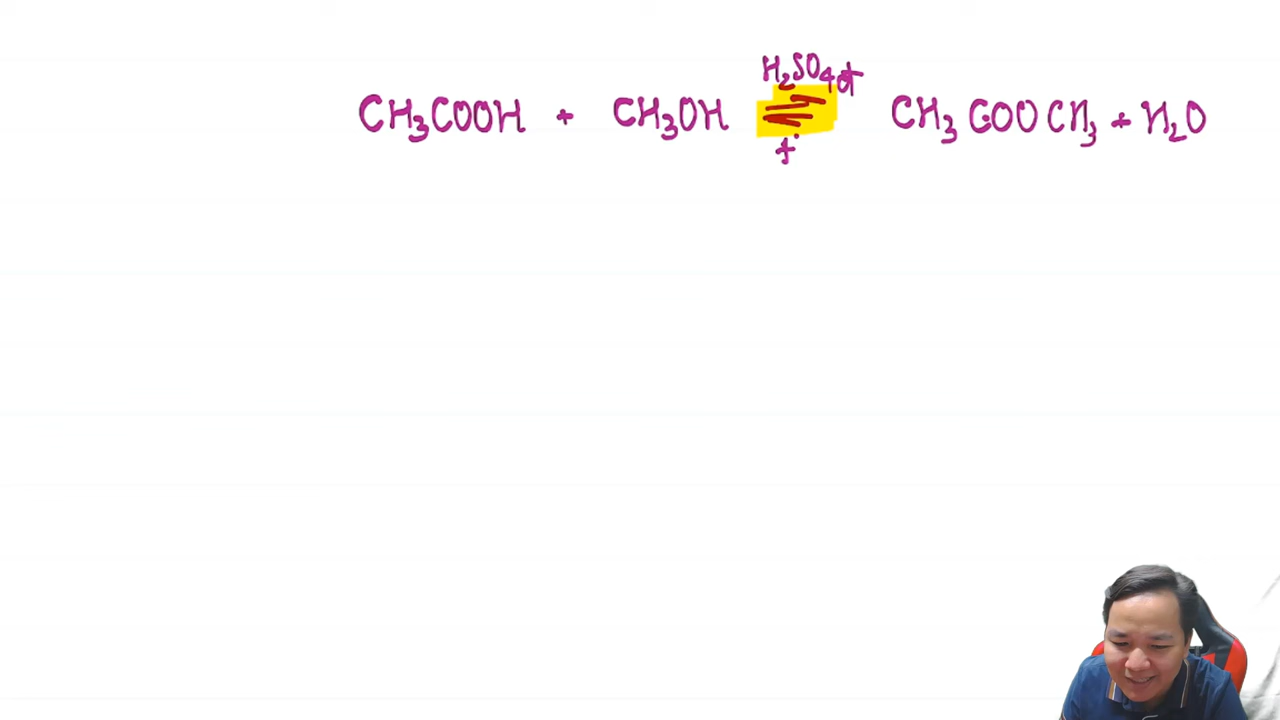 H₂SO₄đ
CH₃COOH + CH₃OH ⇌ CH₃COOCH₃ + H₂O
t°